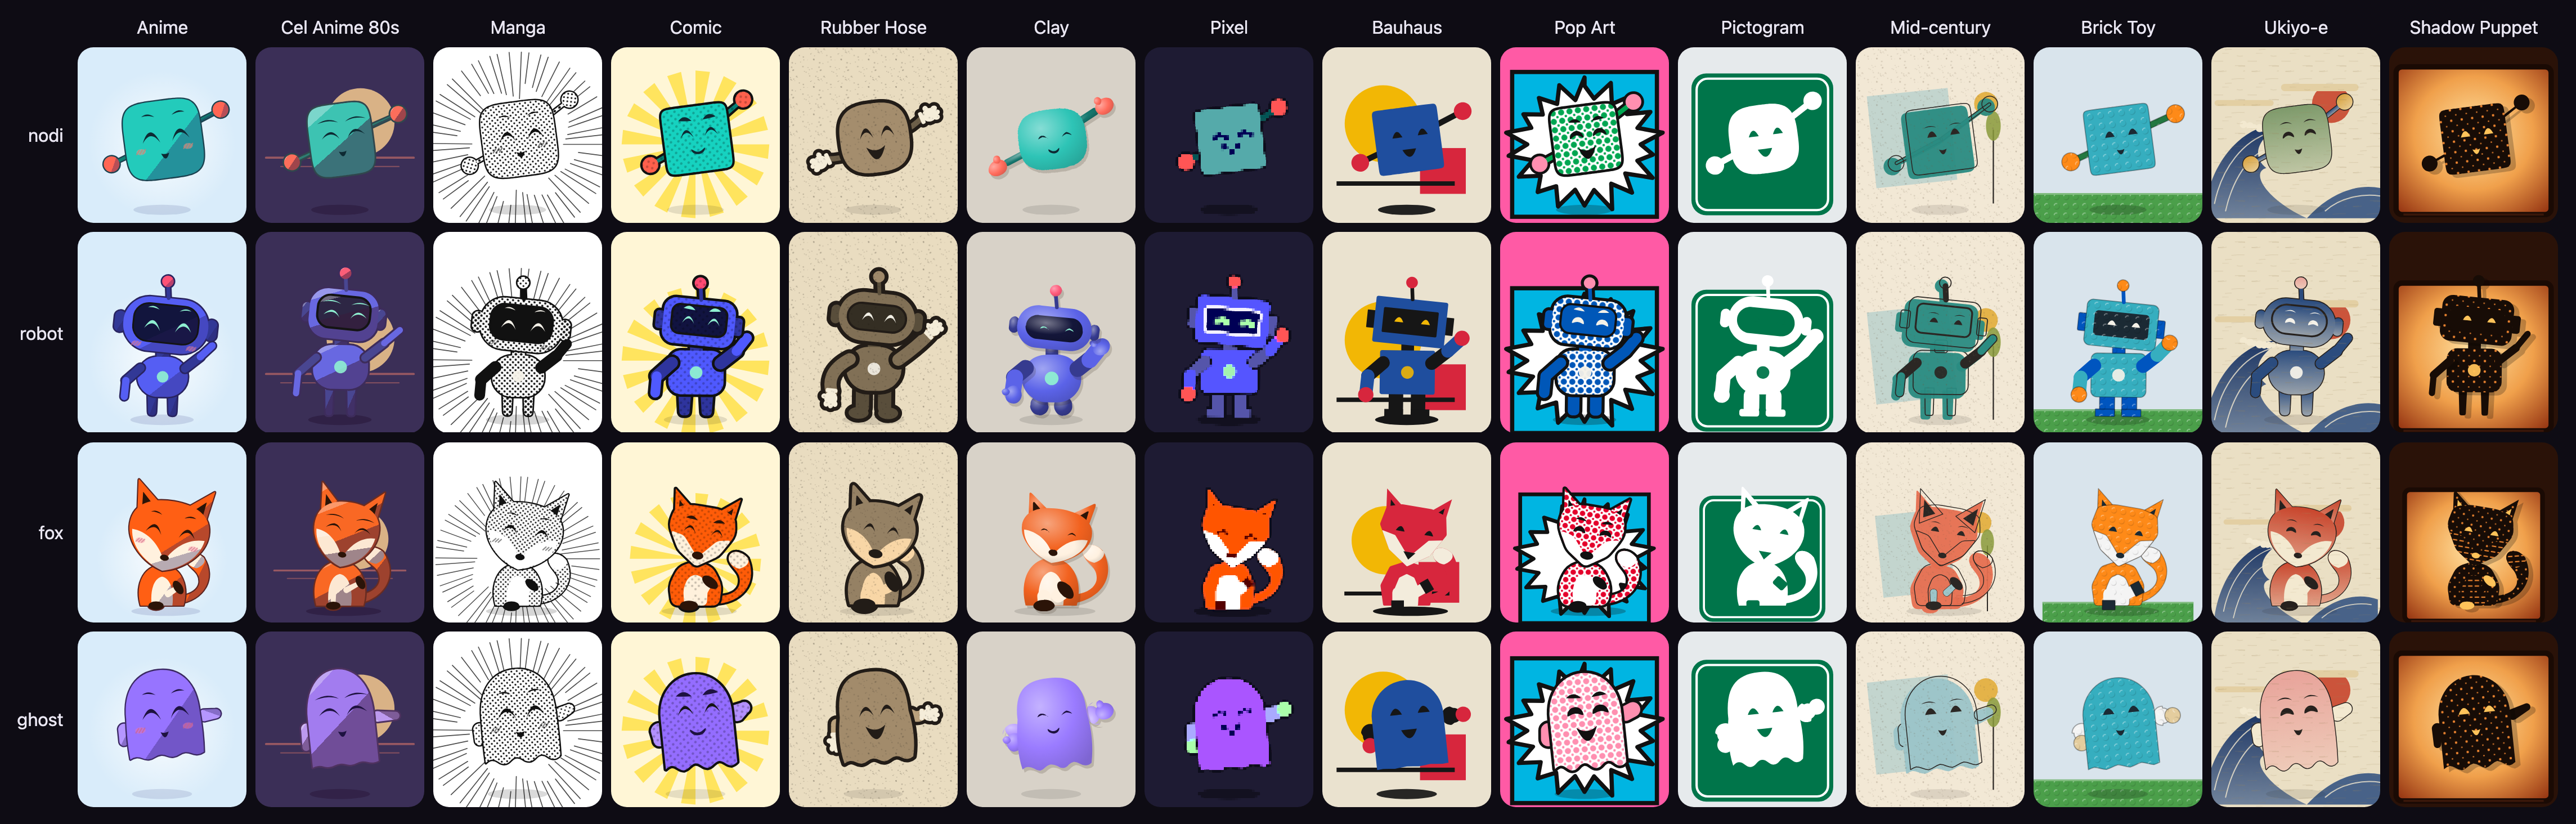 Anime Cel Anime 80s Manga Comic Rubber Hose Clay Pixel Bauhaus Pop Art Pictogram Mid-century Brick Toy Ukiyo-e Shadow Puppet
nodi
robot
fox
ghost